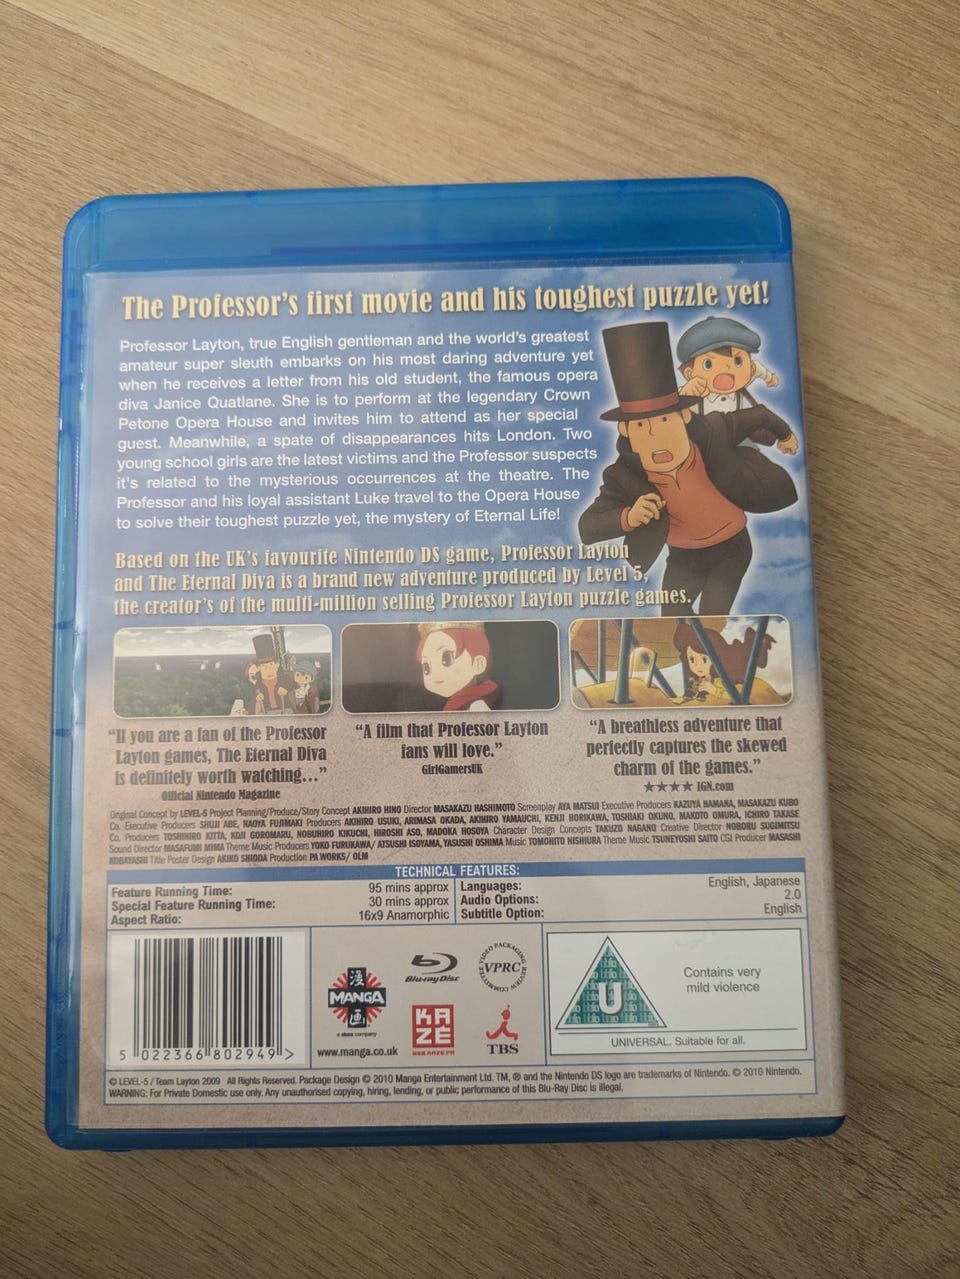 The Professor's first movie and his toughest puzzle yet!
Professor Layton, true English gentleman and the world's greatest
amateur super sleuth embarks on his most daring adventure yet
when he receives a letter from his old student, the famous opera
diva Janice Quatlane. She is to perform at the legendary Crown
Petone Opera House and invites him to attend as her special
guest. Meanwhile, a spate of disappearances hits London. Two
young school girls are the latest victims and the Professor suspects
it's related to the mysterious occurrences at the theatre. The
Professor and his loyal assistant Luke travel to the Opera House
to solve their toughest puzzle yet, the mystery of Eternal Life!
Based on the UK's favourite Nintendo DS game, Professor Layton
and The Eternal Diva is a brand new adventure produced by Level 5,
the creator's of the multi-million selling Professor Layton puzzle games.
"If you are a fan of the Professor
Layton games, The Eternal Diva
is definitely worth watching..."
Official Nintendo Magazine
"A film that Professor Layton
fans will love."
GirlGamersUK
"A breathless adventure that
perfectly captures the skewed
charm of the games."
★★★★ IGN.com
Original Concept by LEVEL-5 Project Planning/Produce/Story Concept AKIHIRO HINO Director MASAKAZU HASHIMOTO Screenplay AYA MATSUI Executive Producers KAZUYA HAMANA, MASAKAZU KUBO
Co. Executive Producers SHUJI ABE, NAOYA FUJIMAKI Producers AKIHIRO USUKI, ARIMASA OKADA, AKIHIRO YAMAUCHI, KENJI HORIKAWA, TOSHIAKI OKUNO, MAKOTO OMURA, ICHIRO TAKASE
Co. Producers TOSHIHIRO KITTA, KOJI GOROMARU, NOBUHIRO KIKUCHI, HIROSHI ASO, MADOKA HOSOYA Character Design Concepts TAKUZO NAGANO Creative Director NOBORU SUGIMITSU
Sound Director MASAFUMI MIMA Theme Music Producers YOKO FURUKAWA/ ATSUSHI ISOYAMA, YASUSHI OSHIMA Music TOMOHITO NISHIURA Theme Music TSUNEYOSHI SAITO CGI Producer MASASHI
KOBAYASHI Title Poster Design AKIKO SHIODA Production PA WORKS/ OLM
TECHNICAL FEATURES:
Feature Running Time: 95 mins approx
Special Feature Running Time: 30 mins approx
Aspect Ratio: 16x9 Anamorphic
Languages: English, Japanese
Audio Options: 2.0
Subtitle Option: English
5 022366 802949 >
漫
MANGA
画
www.manga.co.uk
Blu-ray Disc
KA
ZÉ
WWW.KAZE.FR
VIDEO PACKAGING REVIEW COMMITTEE
VPRC
TBS
U
Contains very
mild violence
UNIVERSAL. Suitable for all.
© LEVEL-5 / Team Layton 2009 All Rights Reserved. Package Design © 2010 Manga Entertainment Ltd. TM, ® and the Nintendo DS logo are trademarks of Nintendo. © 2010 Nintendo.
WARNING: For Private Domestic use only. Any unauthorised copying, hiring, lending, or public performance of this Blu-Ray Disc is illegal.